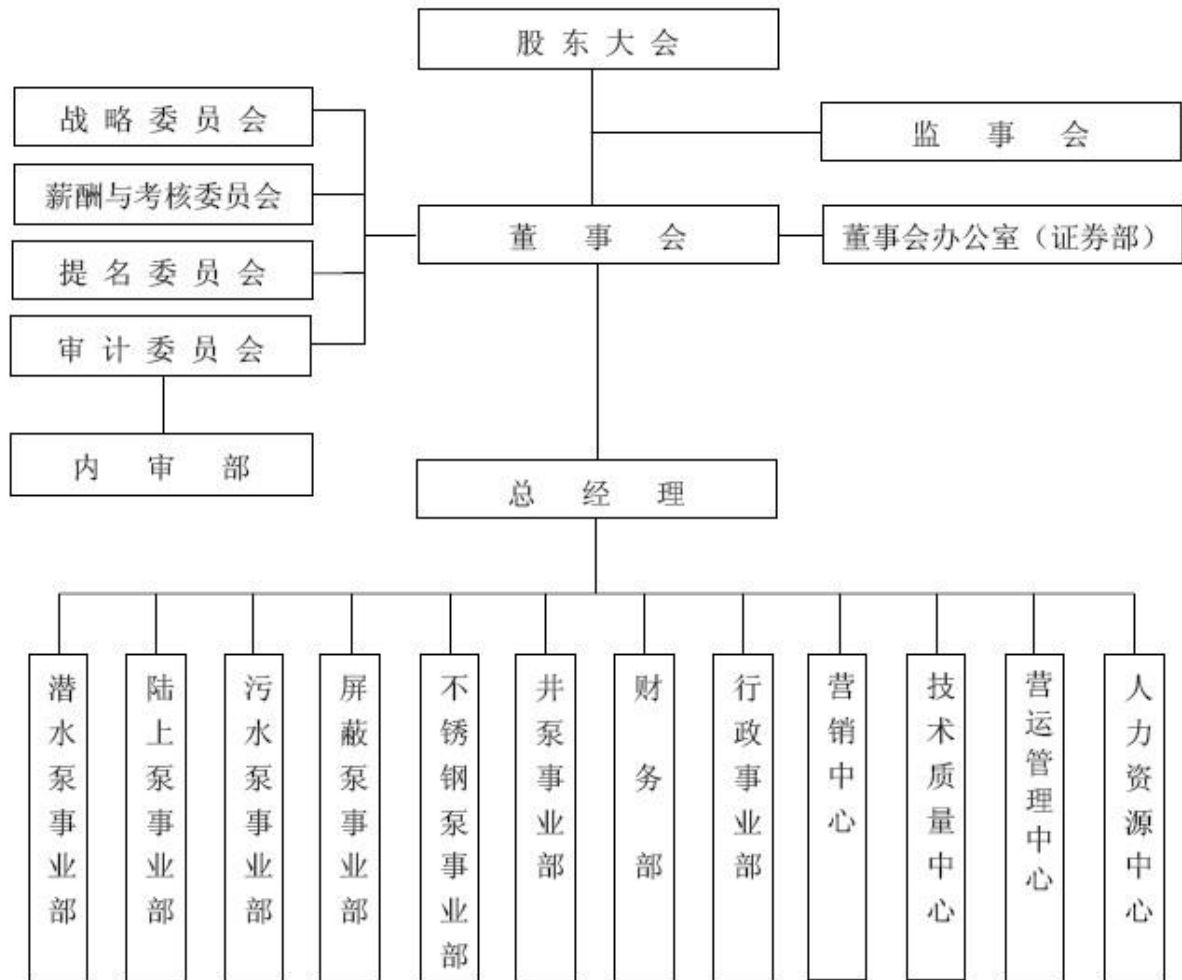 股东大会
战略委员会
监事会
薪酬与考核委员会
董事会
董事会办公室（证券部）
提名委员会
审计委员会
内审部
总经理
潜水泵事业部
陆上泵事业部
污水泵事业部
屏蔽泵事业部
不锈钢泵事业部
井泵事业部
财务部
行政事业部
营销中心
技术质量中心
营运管理中心
人力资源中心